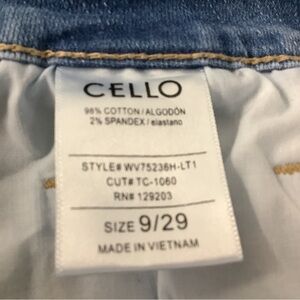 CELLO
98% COTTON / ALGODÓN
2% SPANDEX / elastano
STYLE# WV75236H-LT1
CUT# TC-1060
RN# 129203
SIZE 9/29
MADE IN VIETNAM